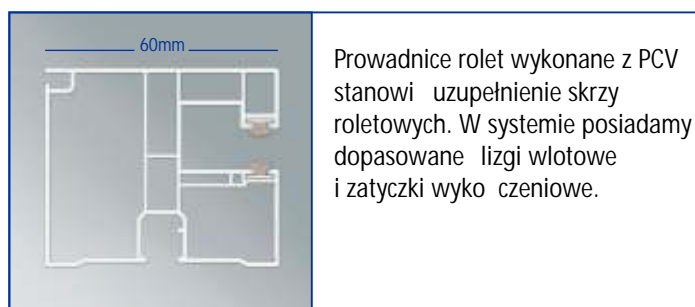 60mm
Prowadnice rolet wykonane z PCV
stanowi uzupełnienie skrzy
roletowych. W systemie posiadamy
dopasowane lizgi wlotowe
i zatyczki wyko czeniowe.